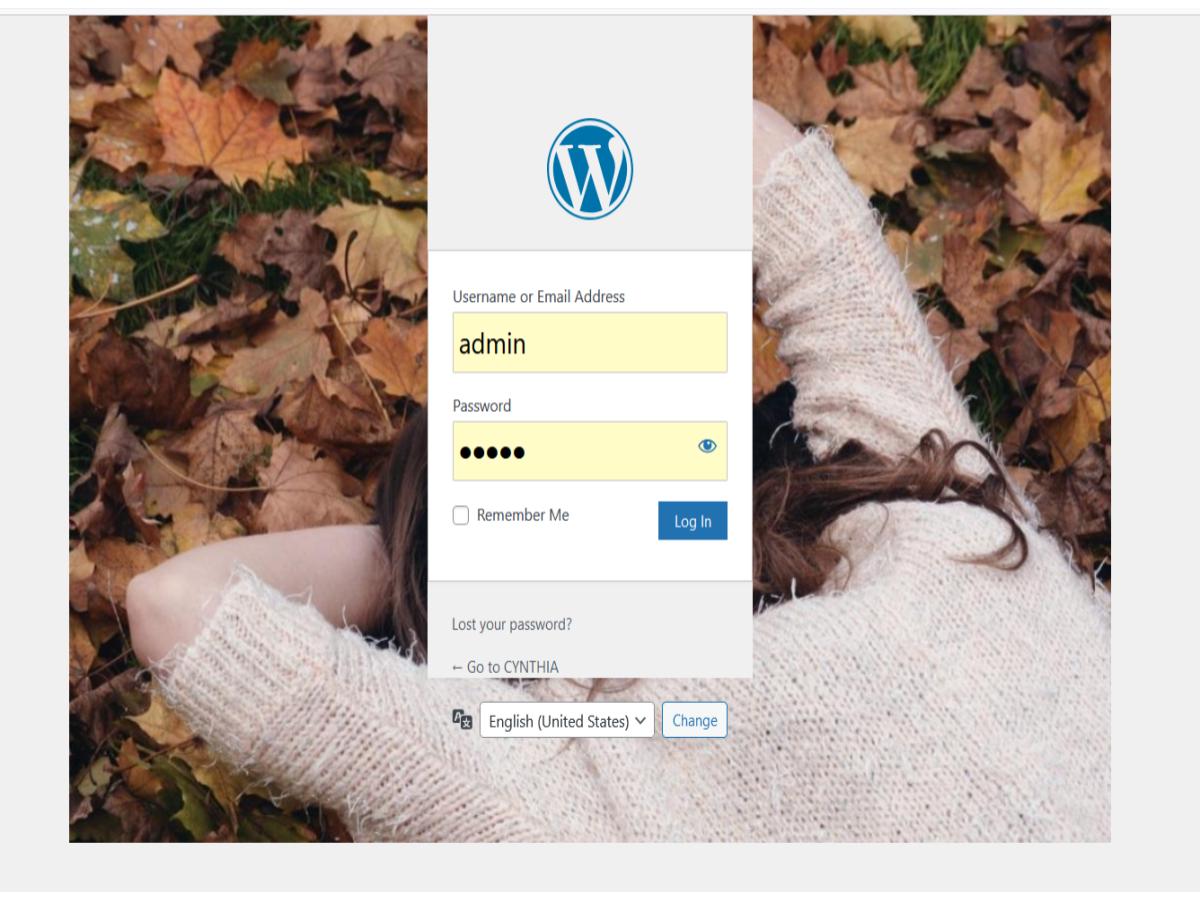 Username or Email Address
admin
Password
●●●●●
Remember Me
Log In
Lost your password?
← Go to CYNTHIA
English (United States)
Change